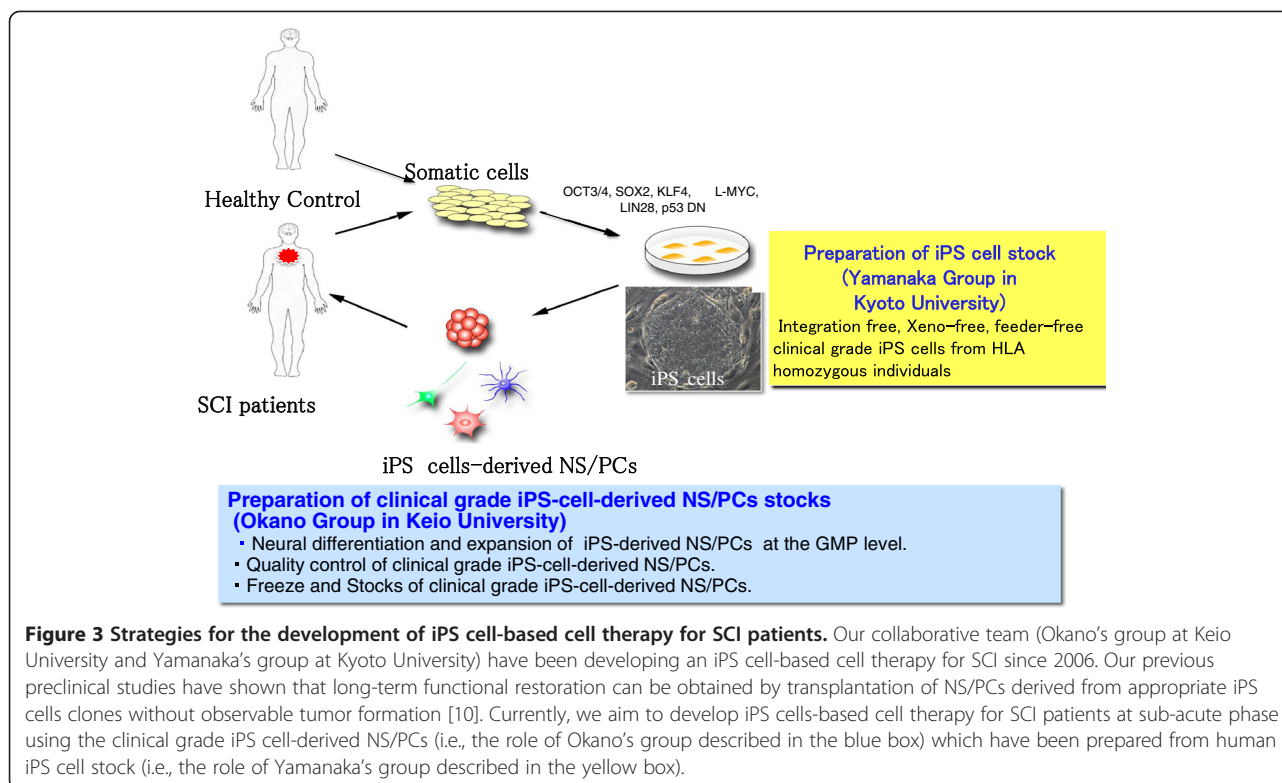 Healthy Control
Somatic cells
OCT3/4, SOX2, KLF4, L-MYC,
LIN28, p53 DN
Preparation of iPS cell stock
(Yamanaka Group in
Kyoto University)
Integration free, Xeno-free, feeder-free
clinical grade iPS cells from HLA
homozygous individuals
iPS cells
SCI patients
iPS cells-derived NS/PCs
Preparation of clinical grade iPS-cell-derived NS/PCs stocks
(Okano Group in Keio University)
・Neural differentiation and expansion of iPS-derived NS/PCs at the GMP level.
・Quality control of clinical grade iPS-cell-derived NS/PCs.
・Freeze and Stocks of clinical grade iPS-cell-derived NS/PCs.
Figure 3 Strategies for the development of iPS cell-based cell therapy for SCI patients. Our collaborative team (Okano's group at Keio
University and Yamanaka's group at Kyoto University) have been developing an iPS cell-based cell therapy for SCI since 2006. Our previous
preclinical studies have shown that long-term functional restoration can be obtained by transplantation of NS/PCs derived from appropriate iPS
cells clones without observable tumor formation [10]. Currently, we aim to develop iPS cells-based cell therapy for SCI patients at sub-acute phase
using the clinical grade iPS cell-derived NS/PCs (i.e., the role of Okano's group described in the blue box) which have been prepared from human
iPS cell stock (i.e., the role of Yamanaka's group described in the yellow box).